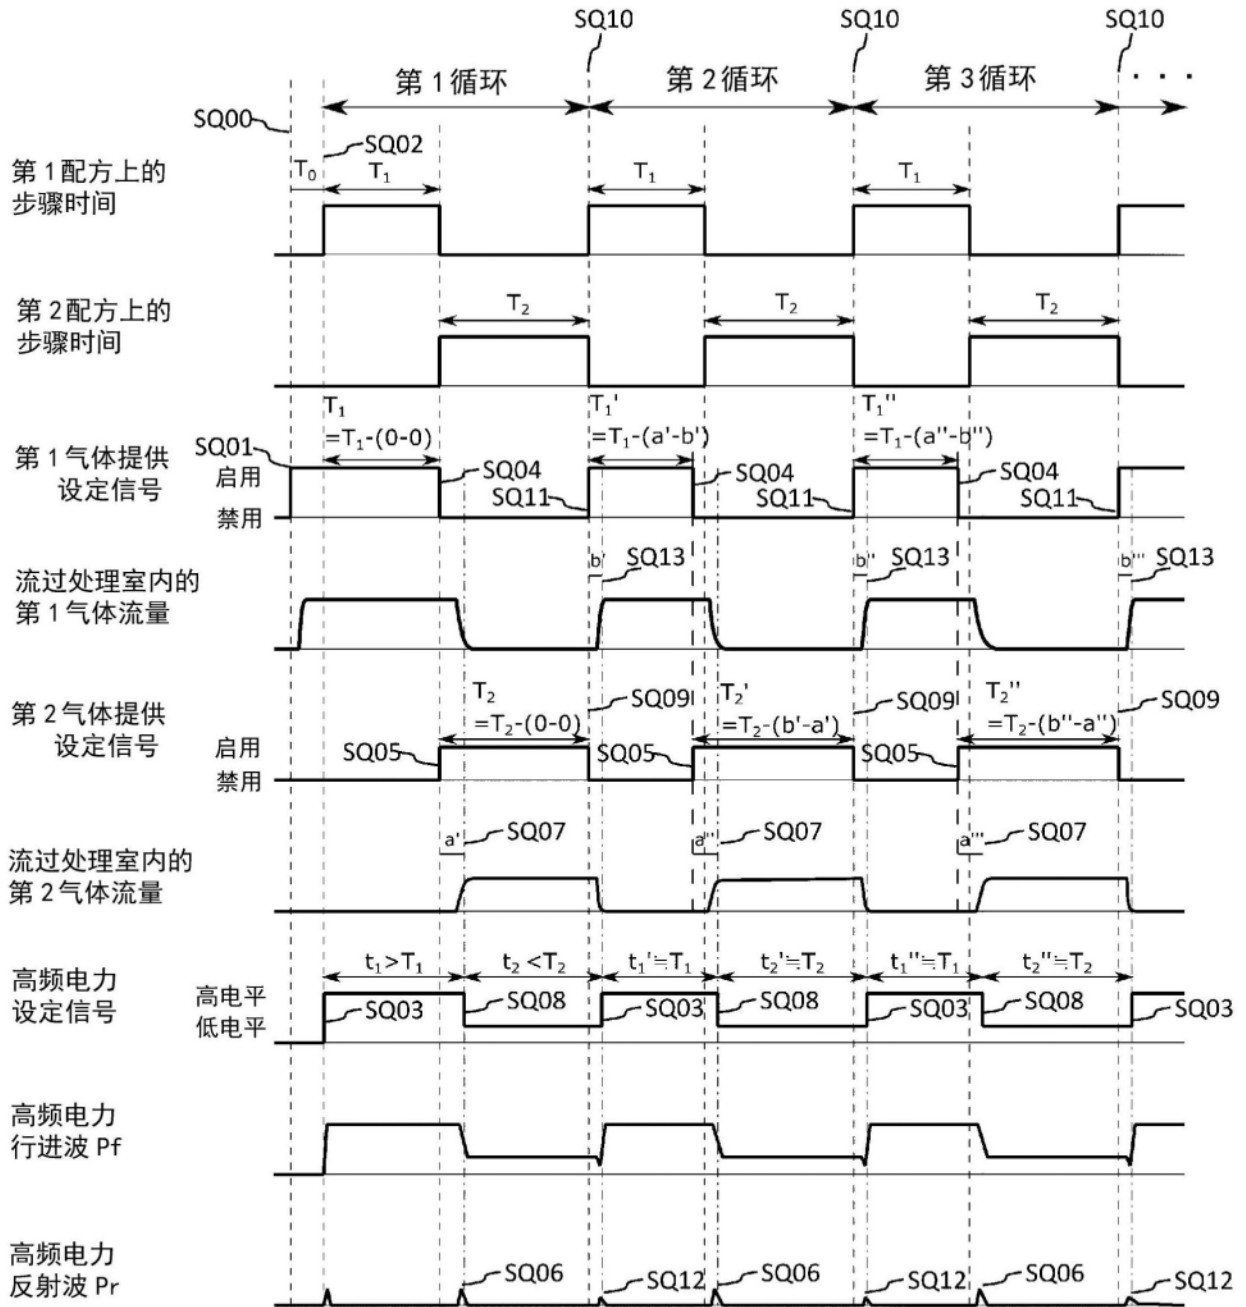 SQ10 SQ10 SQ10
第1循环 第2循环 第3循环 · · ·
SQ00
SQ02
第1配方上的
步骤时间
T₀ T₁ T₁ T₁
第2配方上的
步骤时间
T₂ T₂ T₂
T₁ T₁' T₁''
=T₁-(0-0) =T₁-(a'-b') =T₁-(a''-b'')
第1气体提供
设定信号
SQ01
启用
禁用
SQ04 SQ04 SQ04
SQ11 SQ11 SQ11
流过处理室内的
第1气体流量
b' SQ13 b'' SQ13 b''' SQ13
第2气体提供
设定信号
T₂ SQ09 T₂' SQ09 T₂'' SQ09
=T₂-(0-0) =T₂-(b'-a') =T₂-(b''-a'')
启用
禁用
SQ05 SQ05 SQ05
流过处理室内的
第2气体流量
a' SQ07 SQ07 a''' SQ07
高频电力
设定信号
t₁>T₁ t₂<T₂ t₁'≒T₁ t₂'≒T₂ t₁''≒T₁ t₂''≒T₂
高电平
低电平
SQ03 SQ08 SQ03 SQ08 SQ03 SQ08 SQ03
高频电力
行进波 Pf
高频电力
反射波 Pr
SQ06 SQ12 SQ06 SQ12 SQ06 SQ12